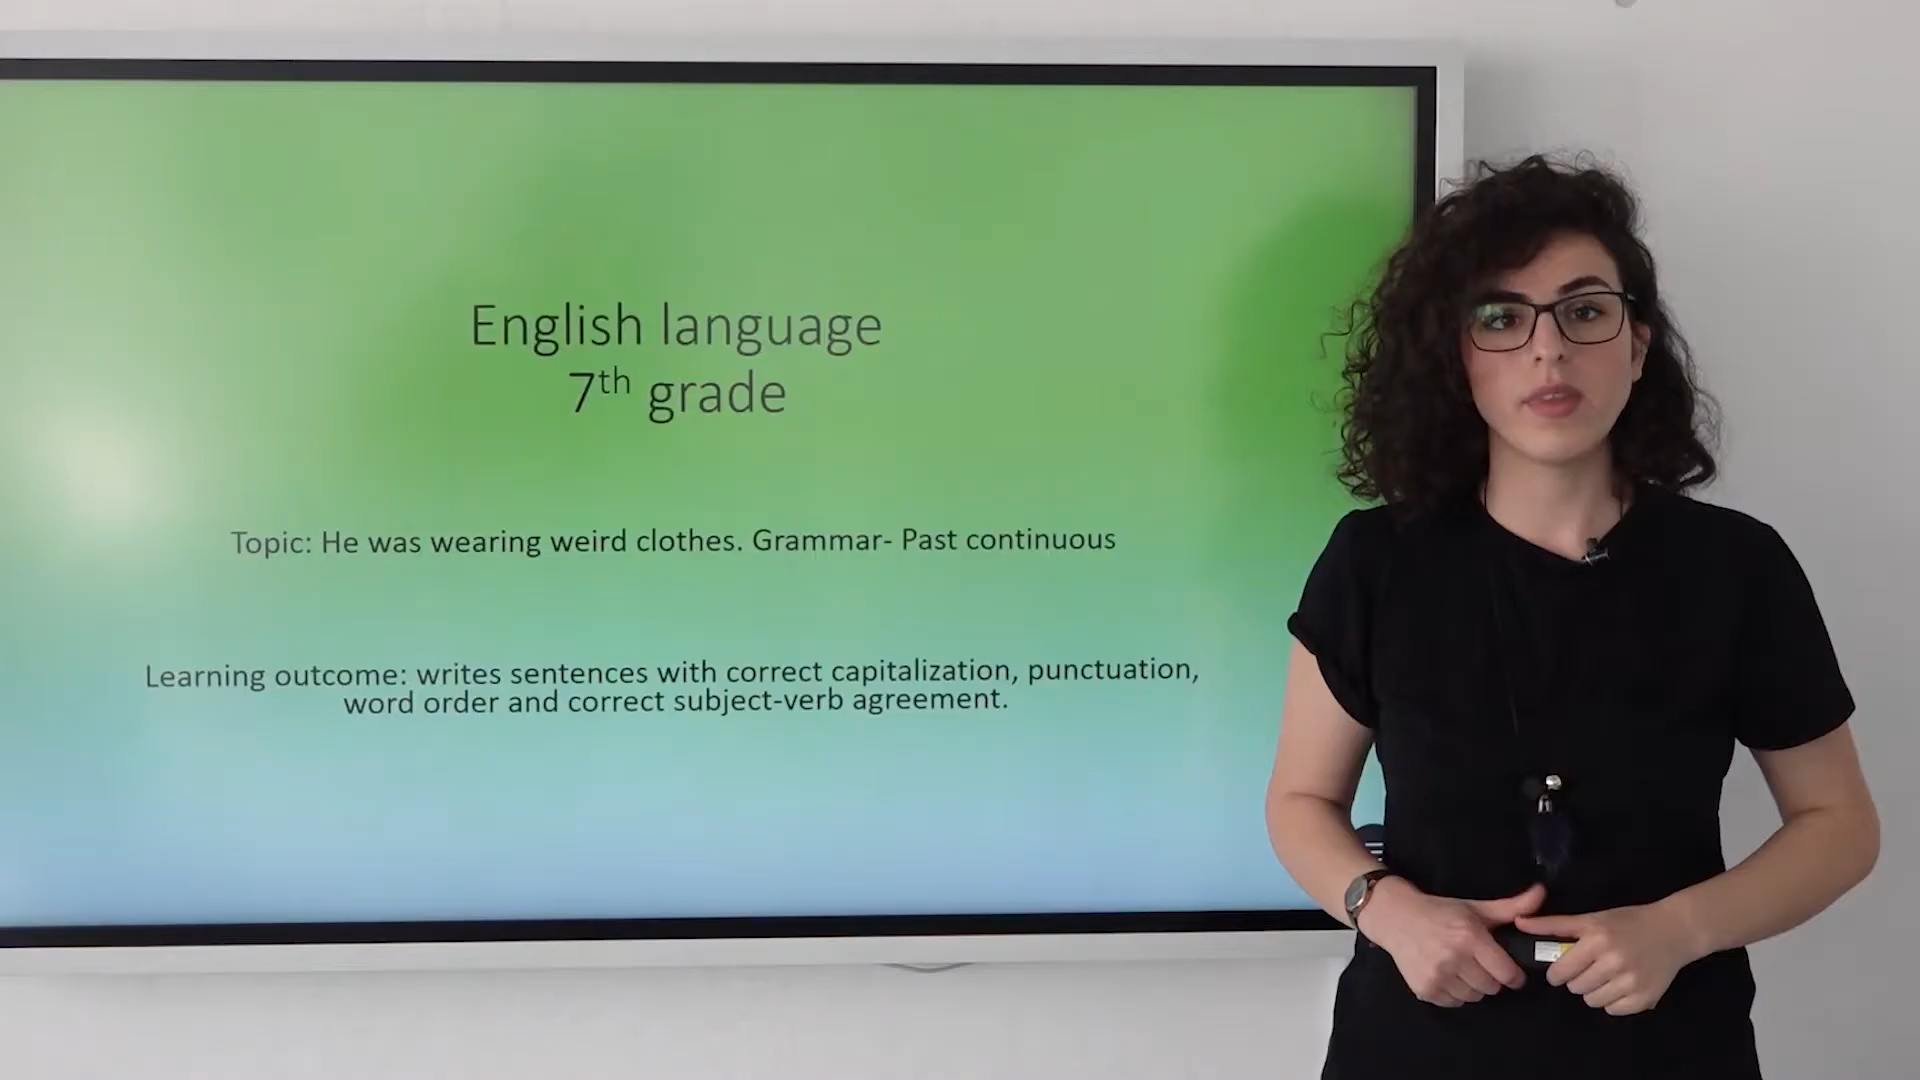 English language
7th grade
Topic: He was wearing weird clothes. Grammar- Past continuous
Learning outcome: writes sentences with correct capitalization, punctuation,
word order and correct subject-verb agreement.